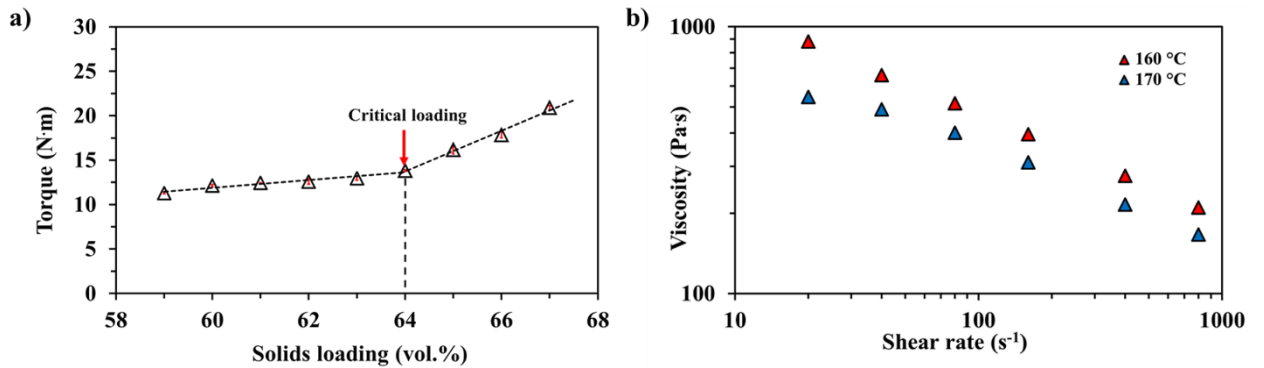 a)
30
25
20
15
10
5
0
Torque (N·m)
Critical loading
58 60 62 64 66 68
Solids loading (vol.%)
b)
1000
100
Viscosity (Pa·s)
160 °C
170 °C
10 100 1000
Shear rate (s⁻¹)